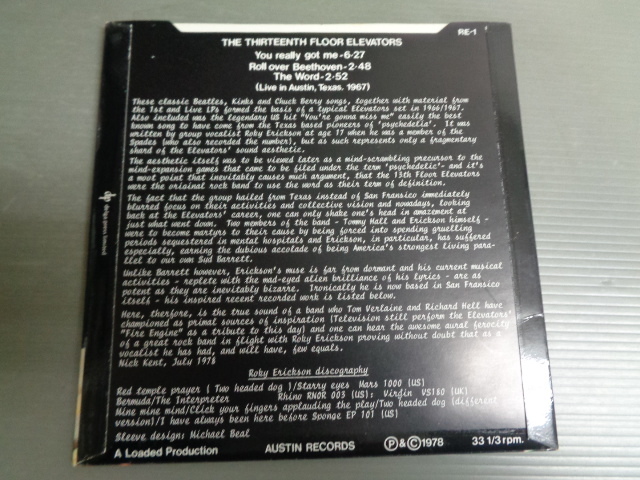 RE-1
THE THIRTEENTH FLOOR ELEVATORS
You really got me-6·27
Roll over Beethoven-2·48
The Word-2·52
(Live in Austin, Texas. 1967)
These classic Beatles, Kinks and Chuck Berry songs, together with material from
the 1st and Live LPs formed the basis of a typical Elevators set in 1966/1967.
Also included was the legendary US hit "You're gonna miss me" easily the best
known song to have come from the Texas based pioneers of 'psychedelia'. It was
written by group vocalist Roky Erickson at age 17 when he was a member of the
Spades (who also recorded the number), but as such represents only a fragmentary
shard of the Elevators' sound aesthetic.
The aesthetic itself was to be viewed later as a mind-scrambling precursor to the
mind-expansion games that came to be filed under the term 'psychedelic'- and it's
a moot point that inevitably causes much argument, that the 13th Floor Elevators
were the original rock band to use the word as their term of definition.
The fact that the group hailed from Texas instead of San Fransico immediately
blurred focus on their activities and collective vision and nowadays, looking
back at the Elevators' career, one can only shake one's head in amazement at
just what went down. Two members of the band - Tommy Hall and Erickson himself -
were to become martyrs to their cause by being forced into spending gruelling
periods sequestered in mental hospitals and Erickson, in particular, has suffered
especially, earning the dubious accolade of being America's strongest living para-
llel to our own Syd Barrett.
Unlike Barrett however, Erickson's muse is far from dormant and his current musical
activities - replete with the mad-eyed alien brilliance of his lyrics - are as
potent as they are inevitably bizarre. Ironically he is now based in San Fransico
itself - his inspired recent recorded work is listed below.
Here, therfore, is the true sound of a band who Tom Verlaine and Richard Hell have
championed as primal sources of inspiration (Television still perform the Elevators'
"Fire Engine" as a tribute to this day) and one can hear the awesome aural ferocity
of a great rock band in flight with Roky Erickson proving without doubt that as a
vocalist he has had, and will have, few equals.
Nick Kent, July 1978
Roky Erickson discography
Red temple prayer ( Two headed dog )/Starry eyes Mars 1000 (US)
Bermuda/The Interpreter Rhino RNOR 003 (US): Virgin VS180 (UK)
Mine mine mind/Click your fingers applauding the play/Two headed dog (different
version)/I have always been here before Sponge EP 101 (US)
Sleeve design: Michael Beal
A Loaded Production
AUSTIN RECORDS
Ⓟ&Ⓒ1978
33 1/3 rpm.